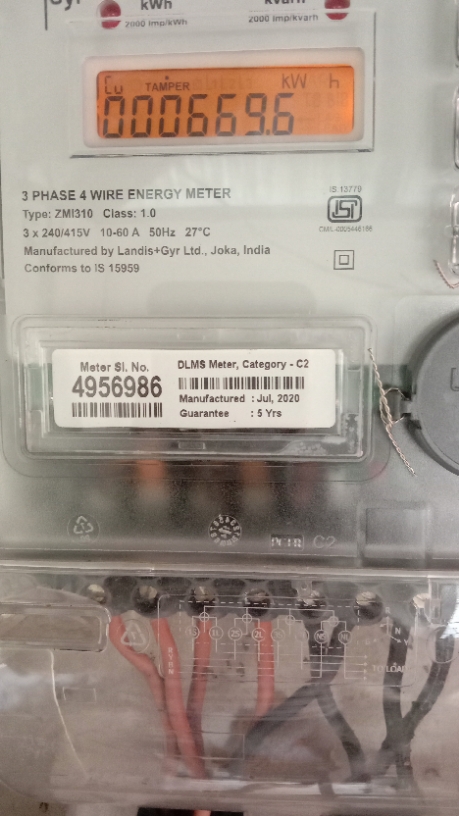 Gyr
kWh
kvarh
2000 imp/kWh
2000 imp/kvarh
Cu TAMPER kW h
000669.6
3 PHASE 4 WIRE ENERGY METER
Type: ZMI310 Class: 1.0
3 x 240/415V 10-60 A 50Hz 27°C
Manufactured by Landis+Gyr Ltd., Joka, India
Conforms to IS 15959
IS 13779
Meter Sl. No.
4956986
DLMS Meter, Category - C2
Manufactured : Jul, 2020
Guarantee : 5 Yrs
C2
TO LOAD